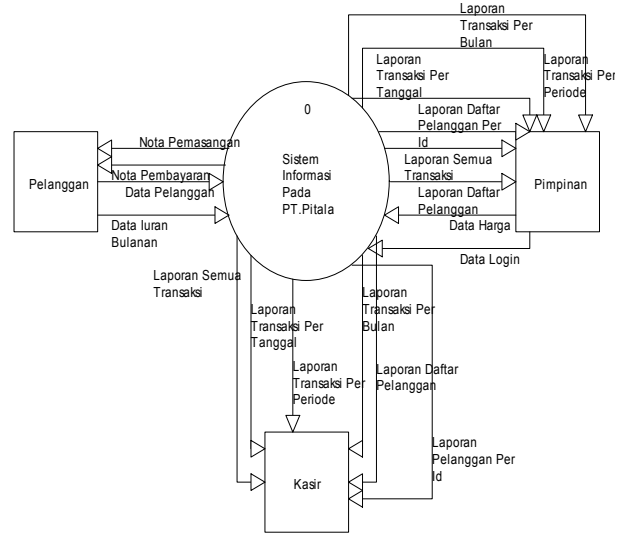 Laporan
Transaksi Per
Bulan
Laporan
Transaksi Per
Tanggal
Laporan
Transaksi Per
Periode
0
Sistem
Informasi
Pada
PT.Pitala
Laporan Daftar
Pelanggan Per
Id
Laporan Semua
Transaksi
Laporan Daftar
Pelanggan
Data Harga
Data Login
Pimpinan
Nota Pemasangan
Nota Pembayaran
Data Pelanggan
Data Iuran
Bulanan
Pelanggan
Laporan Semua
Transaksi
Laporan
Transaksi Per
Tanggal
Laporan
Transaksi Per
Periode
Laporan
Transaksi Per
Bulan
Laporan Daftar
Pelanggan
Laporan
Pelanggan Per
Id
Kasir